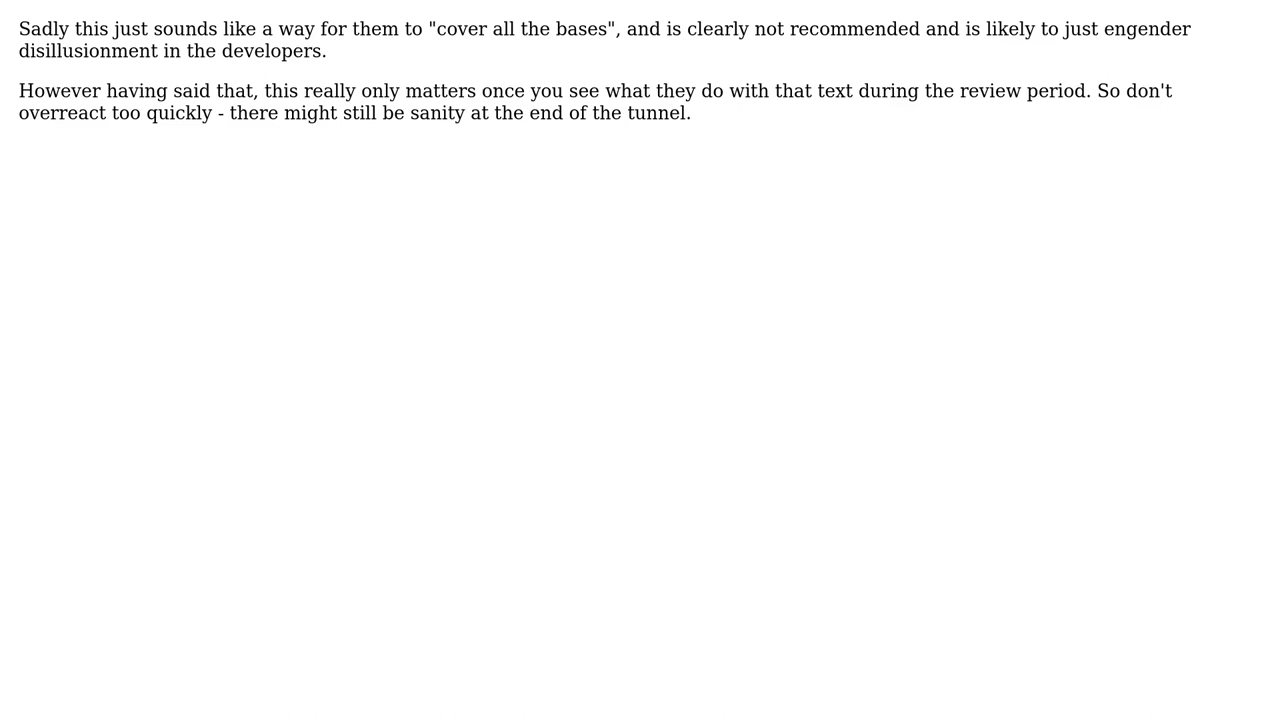 Sadly this just sounds like a way for them to "cover all the bases", and is clearly not recommended and is likely to just engender
disillusionment in the developers.
However having said that, this really only matters once you see what they do with that text during the review period. So don't
overreact too quickly - there might still be sanity at the end of the tunnel.